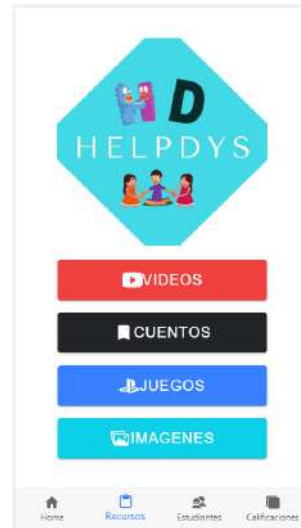 HD
HELPDYS
VIDEOS
CUENTOS
JUEGOS
IMAGENES
Home Recursos Estudiantes Calificaciones